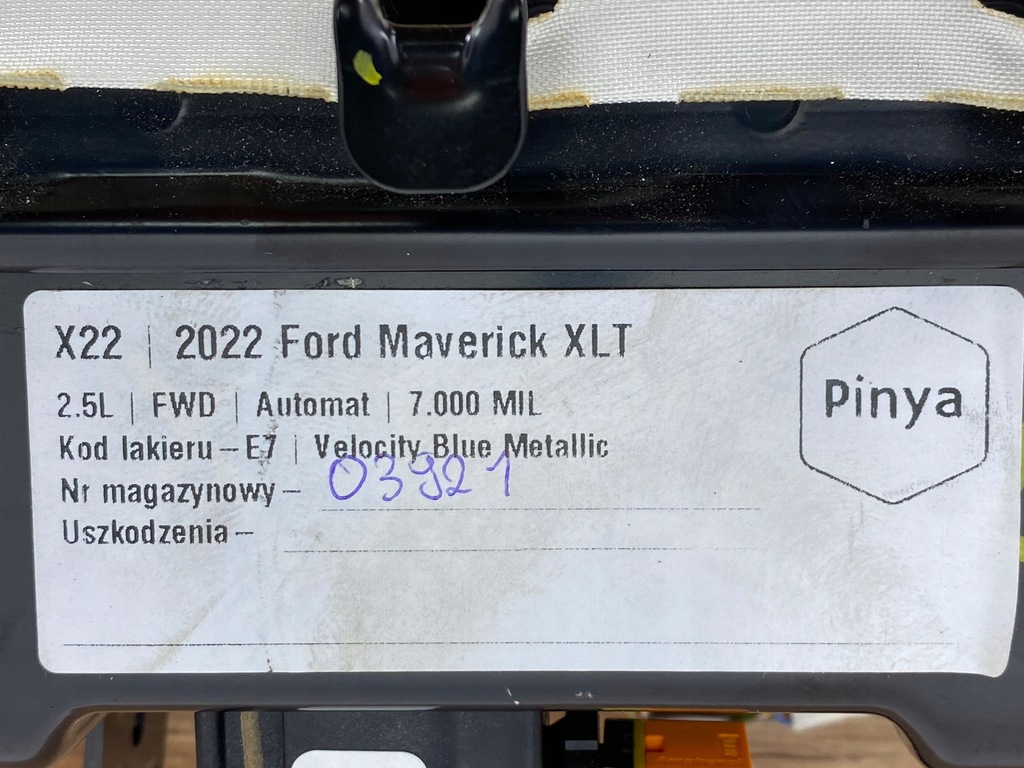 X22 | 2022 Ford Maverick XLT
2.5L | FWD | Automat | 7.000 MIL
Kod lakieru – E7 | Velocity Blue Metallic
Nr magazynowy – 03921
Uszkodzenia –
Pinya